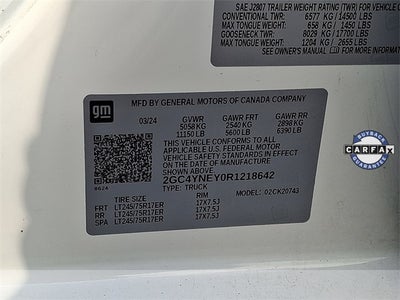 SAE J2807 TRAILER WEIGHT RATING (TWR) FOR VEHICLE
CONVENTIONAL TWR: 6577 KG / 14500 LBS
MAX TONGUE WEIGHT: 658 KG / 1450 LBS
GOOSENECK TWR: 8029 KG / 17700 LBS
MAX TONGUE WEIGHT: 1204 KG / 2655 LBS
SEE OWNER'S MANUAL
gm
MFD BY GENERAL MOTORS OF CANADA COMPANY
03/24 GVWR GAWR FRT GAWR RR
5058 KG 2540 KG 2898 KG
11150 LB 5600 LB 6390 LB
THIS VEHICLE CONFORMS TO ALL APPLICABLE
U.S. FEDERAL MOTOR VEHICLE SAFETY
STANDARDS IN EFFECT ON THE DATE OF
MANUFACTURE SHOWN ABOVE.
2GC4YNEY0R1218642
TYPE: TRUCK
0624
MODEL: 02CK20743
TIRE SIZE RIM
FRT LT245/75R17ER 17X7.5J
RR LT245/75R17ER 17X7.5J
SPA LT245/75R17ER 17X7.5J
BUYBACK
CARFAX
GUARANTEE